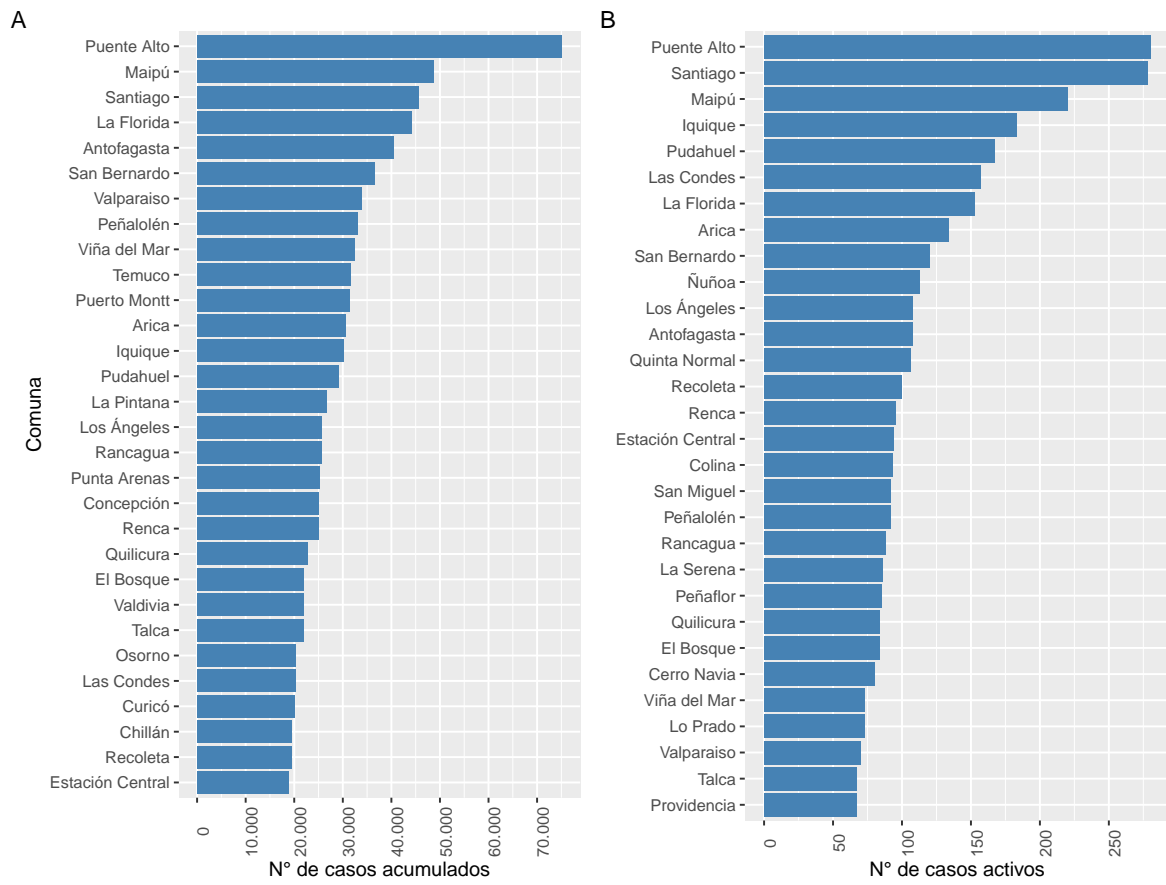 A
Comuna
Puente Alto
Maipú
Santiago
La Florida
Antofagasta
San Bernardo
Valparaiso
Peñalolén
Viña del Mar
Temuco
Puerto Montt
Arica
Iquique
Pudahuel
La Pintana
Los Ángeles
Rancagua
Punta Arenas
Concepción
Renca
Quilicura
El Bosque
Valdivia
Talca
Osorno
Las Condes
Curicó
Chillán
Recoleta
Estación Central
0
10.000
20.000
30.000
40.000
50.000
60.000
70.000
N° de casos acumulados
B
Puente Alto
Santiago
Maipú
Iquique
Pudahuel
Las Condes
La Florida
Arica
San Bernardo
Ñuñoa
Los Ángeles
Antofagasta
Quinta Normal
Recoleta
Renca
Estación Central
Colina
San Miguel
Peñalolén
Rancagua
La Serena
Peñaflor
Quilicura
El Bosque
Cerro Navia
Viña del Mar
Lo Prado
Valparaiso
Talca
Providencia
0
50
100
150
200
250
N° de casos activos